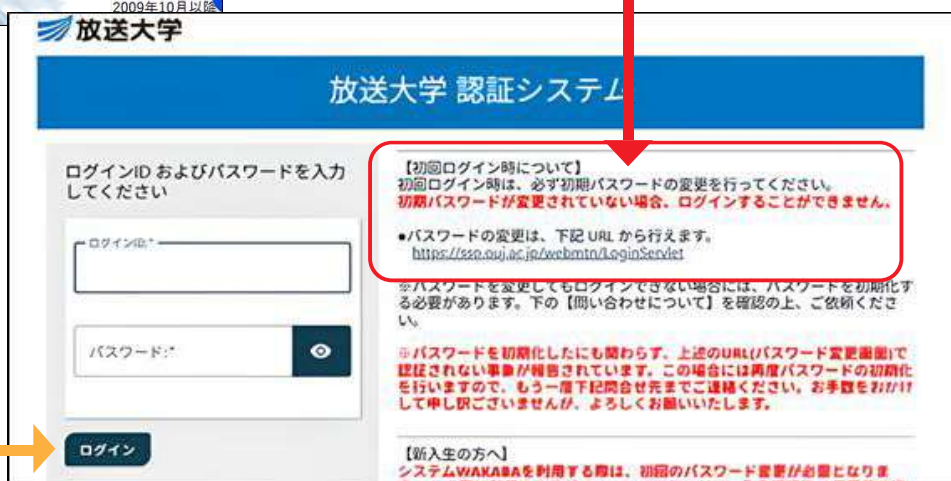 2009年10月以降
放送大学
放送大学 認証システム
ログインID およびパスワードを入力
してください
ログインID:*
パスワード:*
ログイン
【初回ログイン時について】
初回ログイン時は、必ず初期パスワードの変更を行ってください。
初期パスワードが変更されていない場合、ログインすることができません。
●パスワードの変更は、下記 URL から行えます。
https://sso.ouj.ac.jp/webmtn/LoginServlet
※パスワードを変更してもログインできない場合には、パスワードを初期化す
る必要があります。下の【問い合わせについて】を確認の上、ご依頼くださ
い。
※パスワードを初期化したにも関わらず、上述のURL(パスワード変更画面)で
認証されない事象が報告されています。この場合には再度パスワードの初期化
を行いますので、もう一度下記問合せ先までご連絡ください。お手数をおかけ
して申し訳ございませんが、よろしくお願いいたします。
【新入生の方へ】
システムWAKABAを利用する際は、初回のパスワード変更が必要となりま